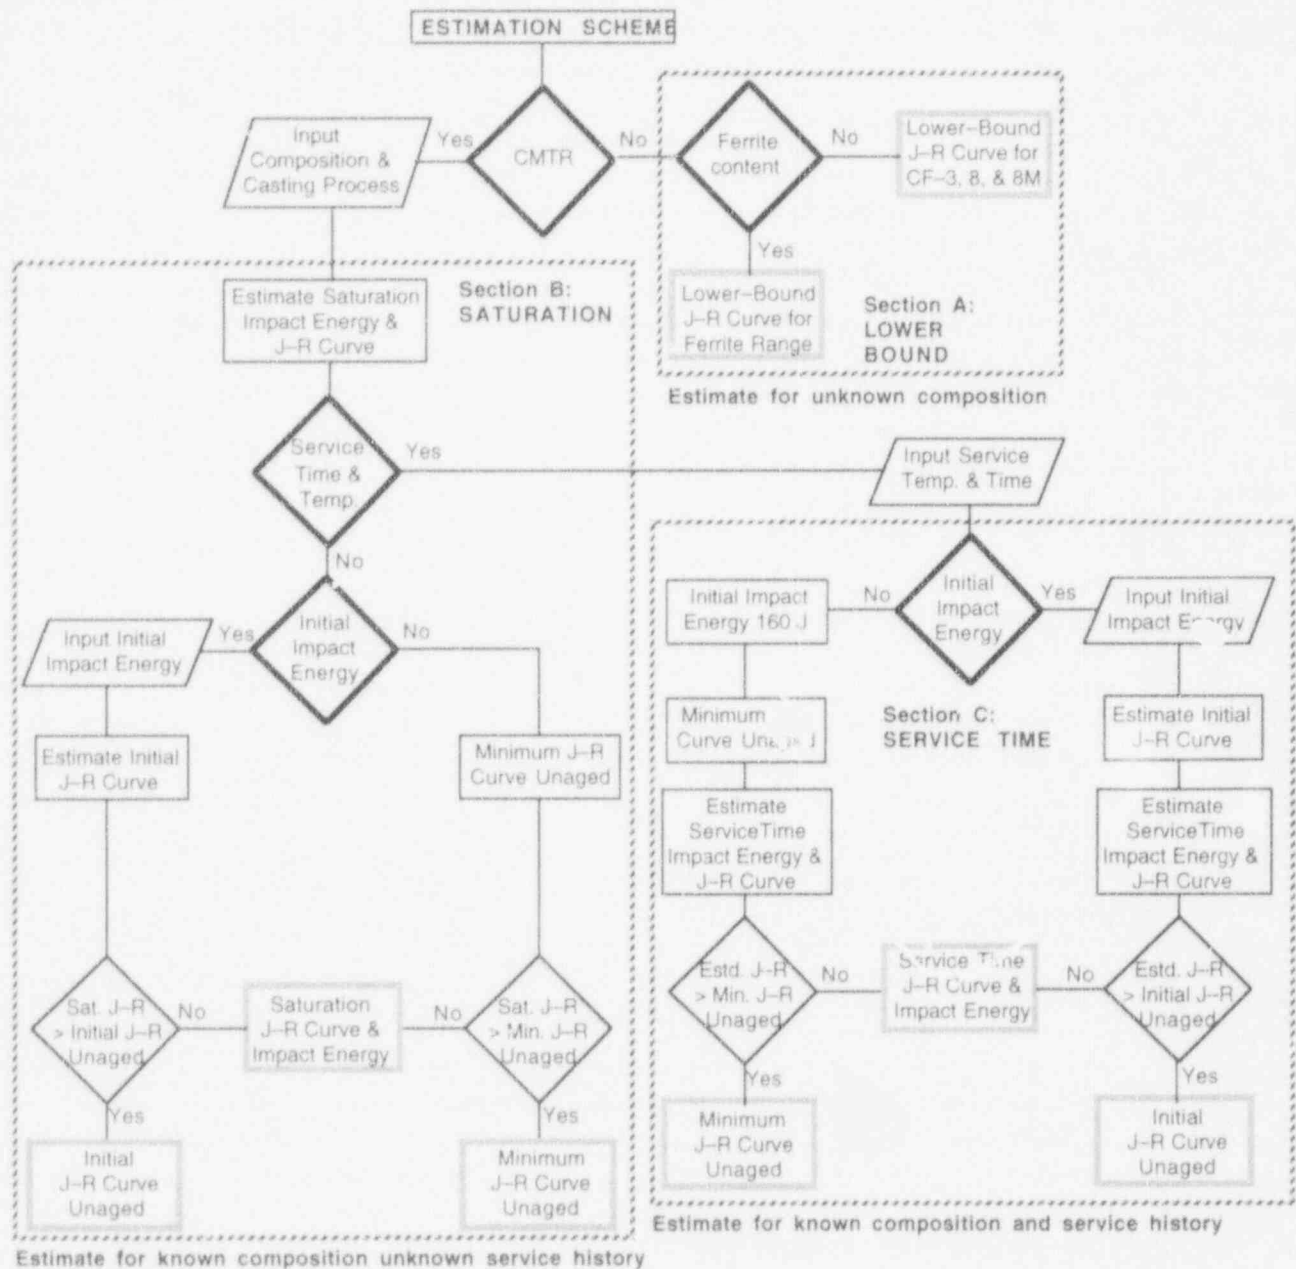 ESTIMATION SCHEME
Input
Composition &
Casting Process
Yes
CMTR
No
Ferrite
content
No
Lower-Bound
J-R Curve for
CF-3, 8, & 8M
Yes
Lower-Bound
J-R Curve for
Ferrite Range
Section A:
LOWER
BOUND
Estimate for unknown composition
Estimate Saturation
Impact Energy &
J-R Curve
Section B:
SATURATION
Service
Time &
Temp.
Yes
No
Input Service
Temp. & Time
Input Initial
Impact Energy
Yes
Initial
Impact
Energy
No
Estimate Initial
J-R Curve
Minimum J-R
Curve Unaged
Sat. J-R
> Initial J-R
Unaged
No
Saturation
J-R Curve &
Impact Energy
No
Sat. J-R
> Min. J-R
Unaged
Yes
Yes
Initial
J-R Curve
Unaged
Minimum
J-R Curve
Unaged
Estimate for known composition unknown service history
Initial Impact
Energy 160 J
No
Initial
Impact
Energy
Yes
Input Initial
Impact Energy
Minimum
Curve
Section C:
SERVICE TIME
Estimate Initial
J-R Curve
Estimate
ServiceTime
Impact Energy &
J-R Curve
Estimate
ServiceTime
Impact Energy &
J-R Curve
Estd. J-R
> Min. J-R
Unaged
No
Service Time
J-R Curve &
Impact Energy
No
Estd. J-R
> Initial J-R
Unaged
Yes
Yes
Minimum
J-R Curve
Unaged
Initial
J-R Curve
Unaged
Estimate for known composition and service history